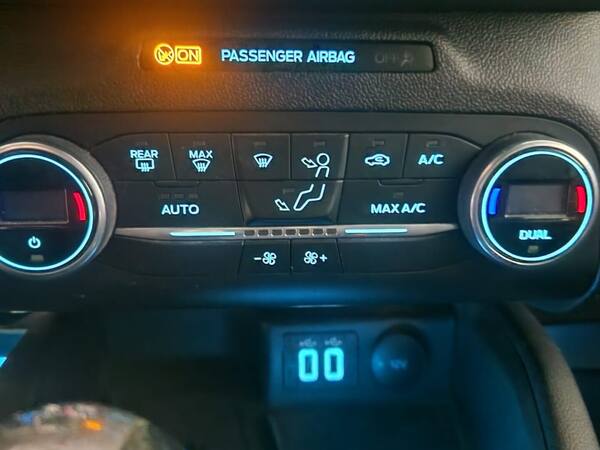 ON PASSENGER AIRBAG OFF
REAR MAX A/C
AUTO MAX A/C
DUAL
- +
12V